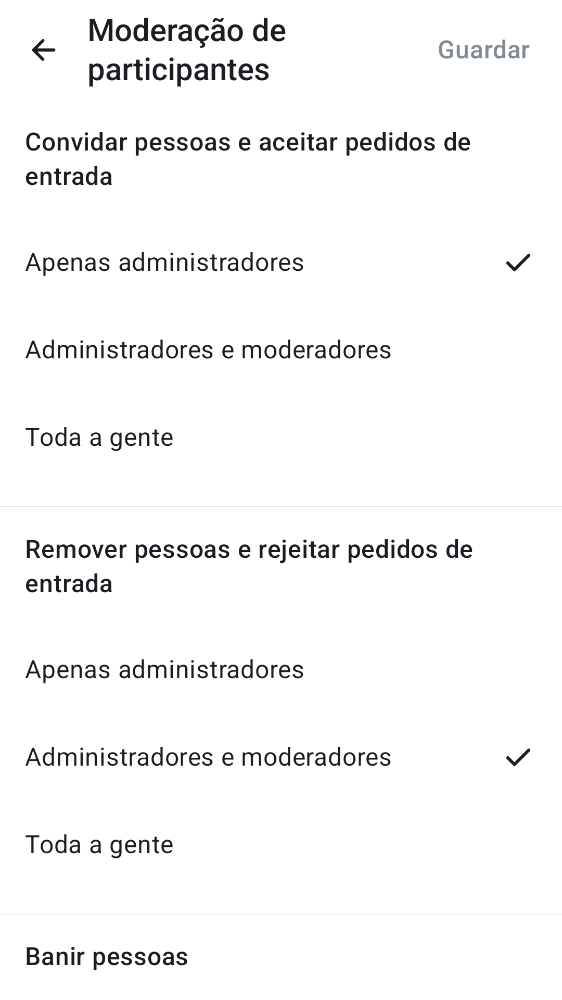 Moderação de
participantes
Guardar
Convidar pessoas e aceitar pedidos de
entrada
Apenas administradores
Administradores e moderadores
Toda a gente
Remover pessoas e rejeitar pedidos de
entrada
Apenas administradores
Administradores e moderadores
Toda a gente
Banir pessoas